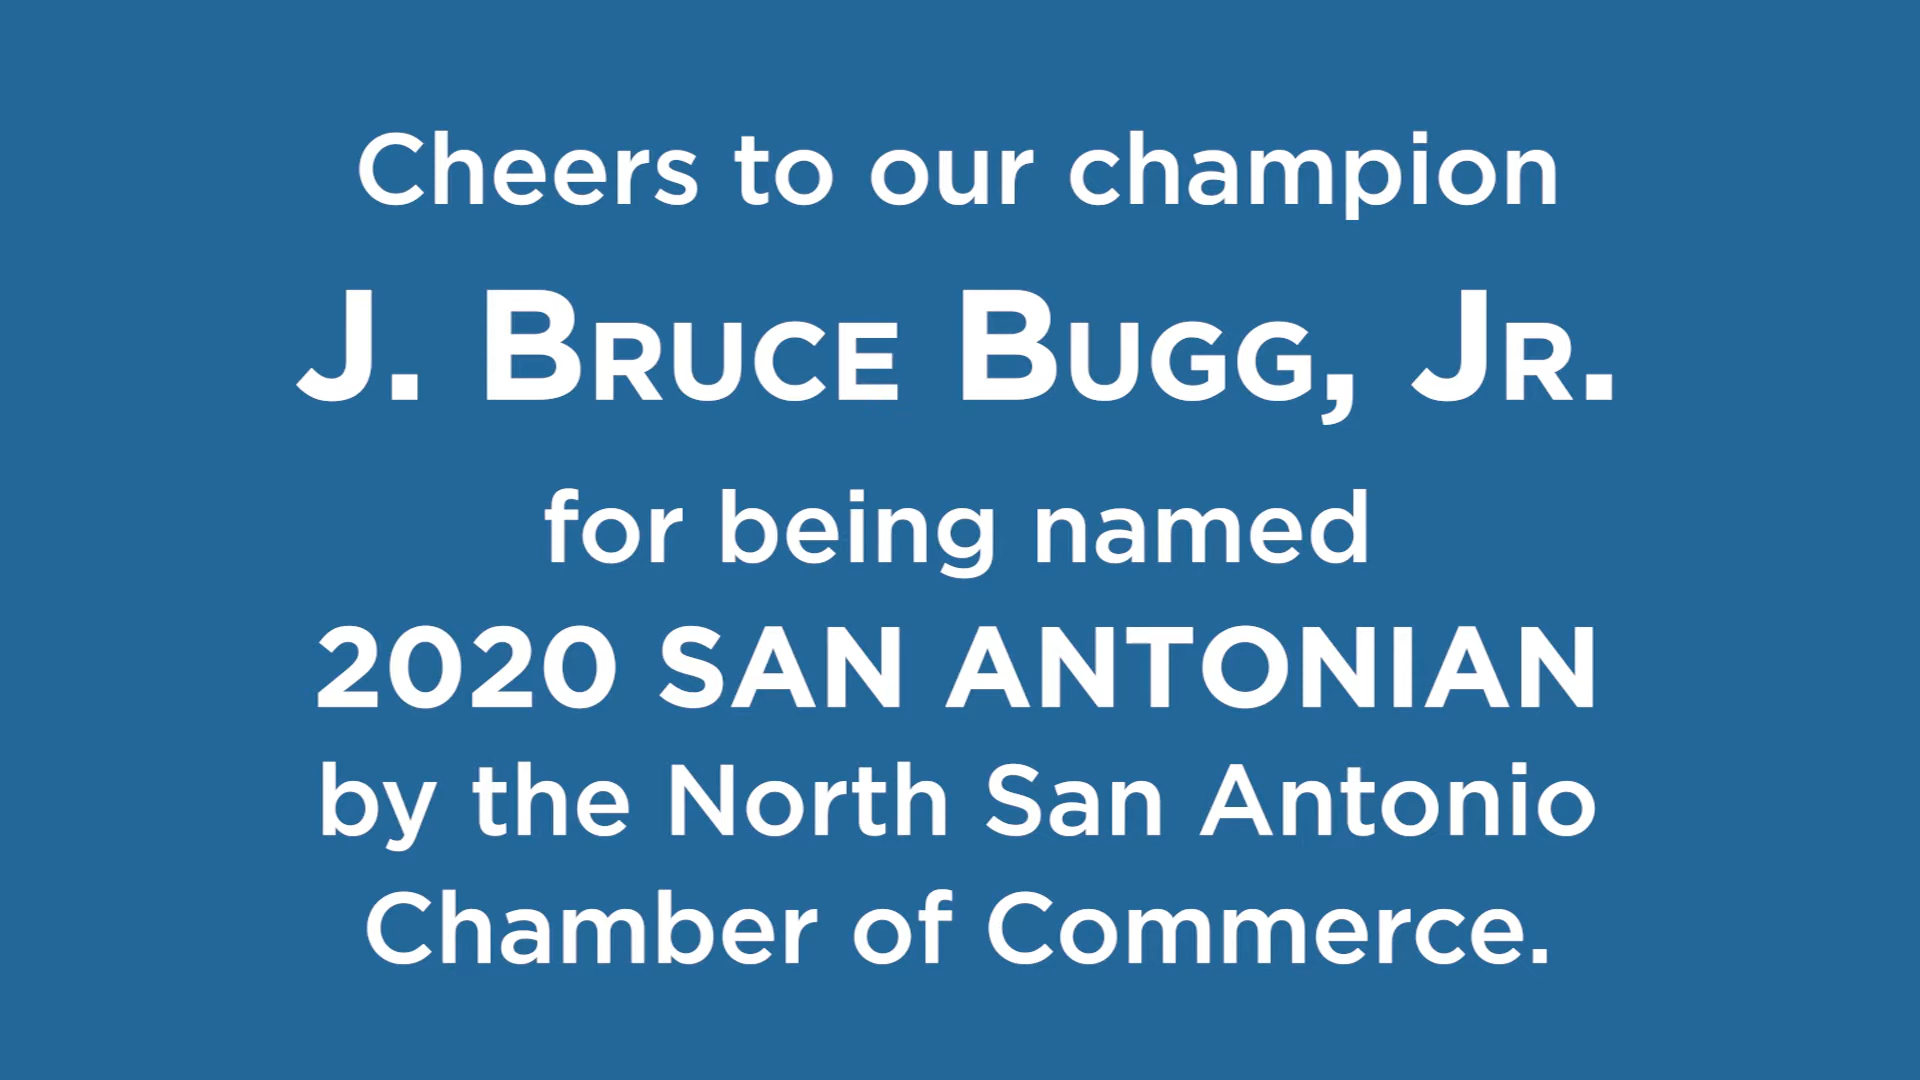 Cheers to our champion
J. BRUCE BUGG, JR.
for being named
2020 SAN ANTONIAN
by the North San Antonio
Chamber of Commerce.